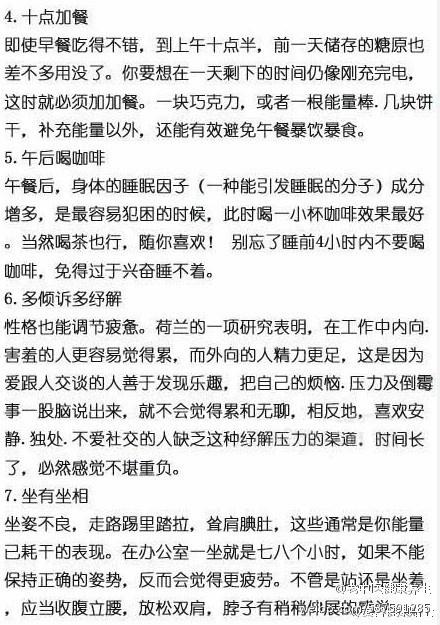 4.十点加餐
即使早餐吃得不错，到上午十点半，前一天储存的糖原也
差不多用没了。你要想在一天剩下的时间仍像刚充完电，
这时就必须加加餐。一块巧克力，或者一根能量棒.几块饼
干，补充能量以外，还能有效避免午餐暴饮暴食。
5.午后喝咖啡
午餐后，身体的睡眠因子（一种能引发睡眠的分子）成分
增多，是最容易犯困的时候，此时喝一小杯咖啡效果最好
。当然喝茶也行，随你喜欢！ 别忘了睡前4小时内不要喝
咖啡，免得过于兴奋睡不着。
6.多倾诉多纾解
性格也能调节疲惫。荷兰的一项研究表明，在工作中内向.
害羞的人更容易觉得累，而外向的人精力更足，这是因为
爱跟人交谈的人善于发现乐趣，把自己的烦恼.压力及倒霉
事一股脑说出来，就不会觉得累和无聊，相反地，喜欢安
静.独处.不爱社交的人缺乏这种纾解压力的渠道，时间长
了，必然感觉不堪重负。
7.坐有坐相
坐姿不良，走路踢里踏拉，耸肩腆肚，这些通常是你能量
已耗干的表现。在办公室一坐就是七八个小时，如果不能
保持正确的姿势，反而会觉得更疲劳。不管是站还是坐着
，应当收腹立腰，放松双肩，脖子有稍稍伸展的感觉